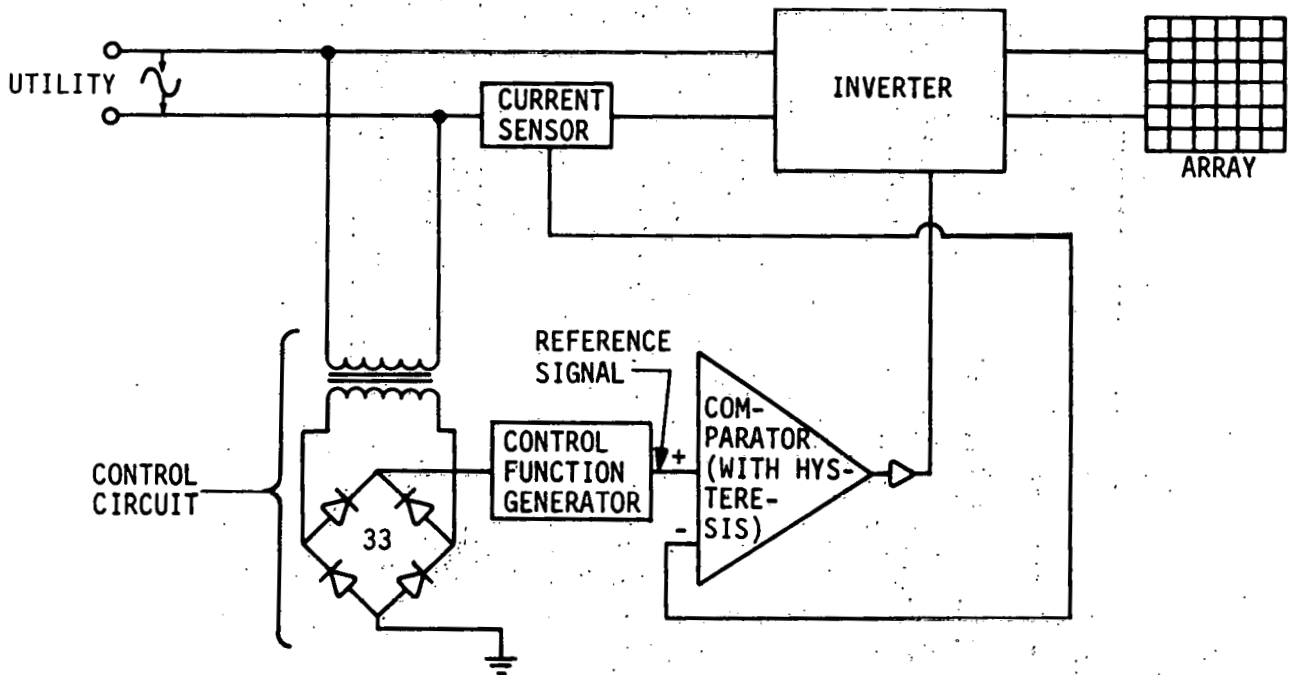 UTILITY
CURRENT
SENSOR
INVERTER
ARRAY
REFERENCE
SIGNAL
CONTROL
CIRCUIT
33
CONTROL
FUNCTION
GENERATOR
+
-
COM-
PARATOR
(WITH HYS-
TERE-
SIS)